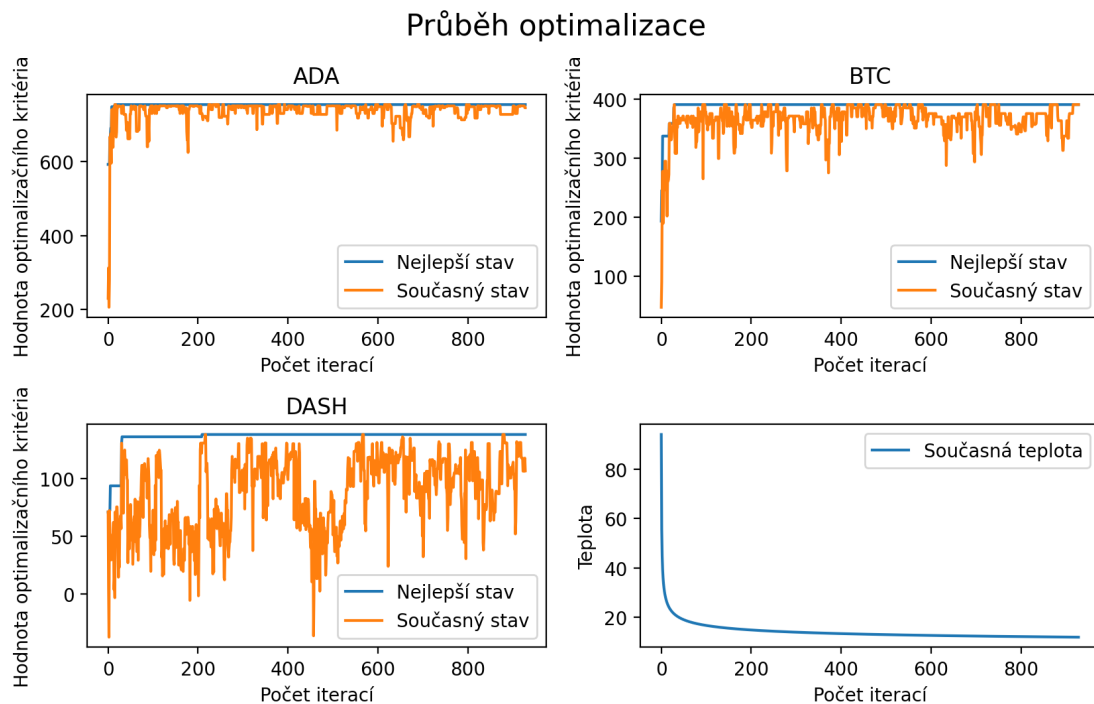 Průběh optimalizace
ADA
Hodnota optimalizačního kritéria
600
400
200
0
200
400
600
800
Počet iterací
Nejlepší stav
Současný stav
BTC
Hodnota optimalizačního kritéria
400
300
200
100
0
200
400
600
800
Počet iterací
Nejlepší stav
Současný stav
DASH
Hodnota optimalizačního kritéria
100
50
0
0
200
400
600
800
Počet iterací
Nejlepší stav
Současný stav
Teplota
80
60
40
20
0
200
400
600
800
Počet iterací
Současná teplota